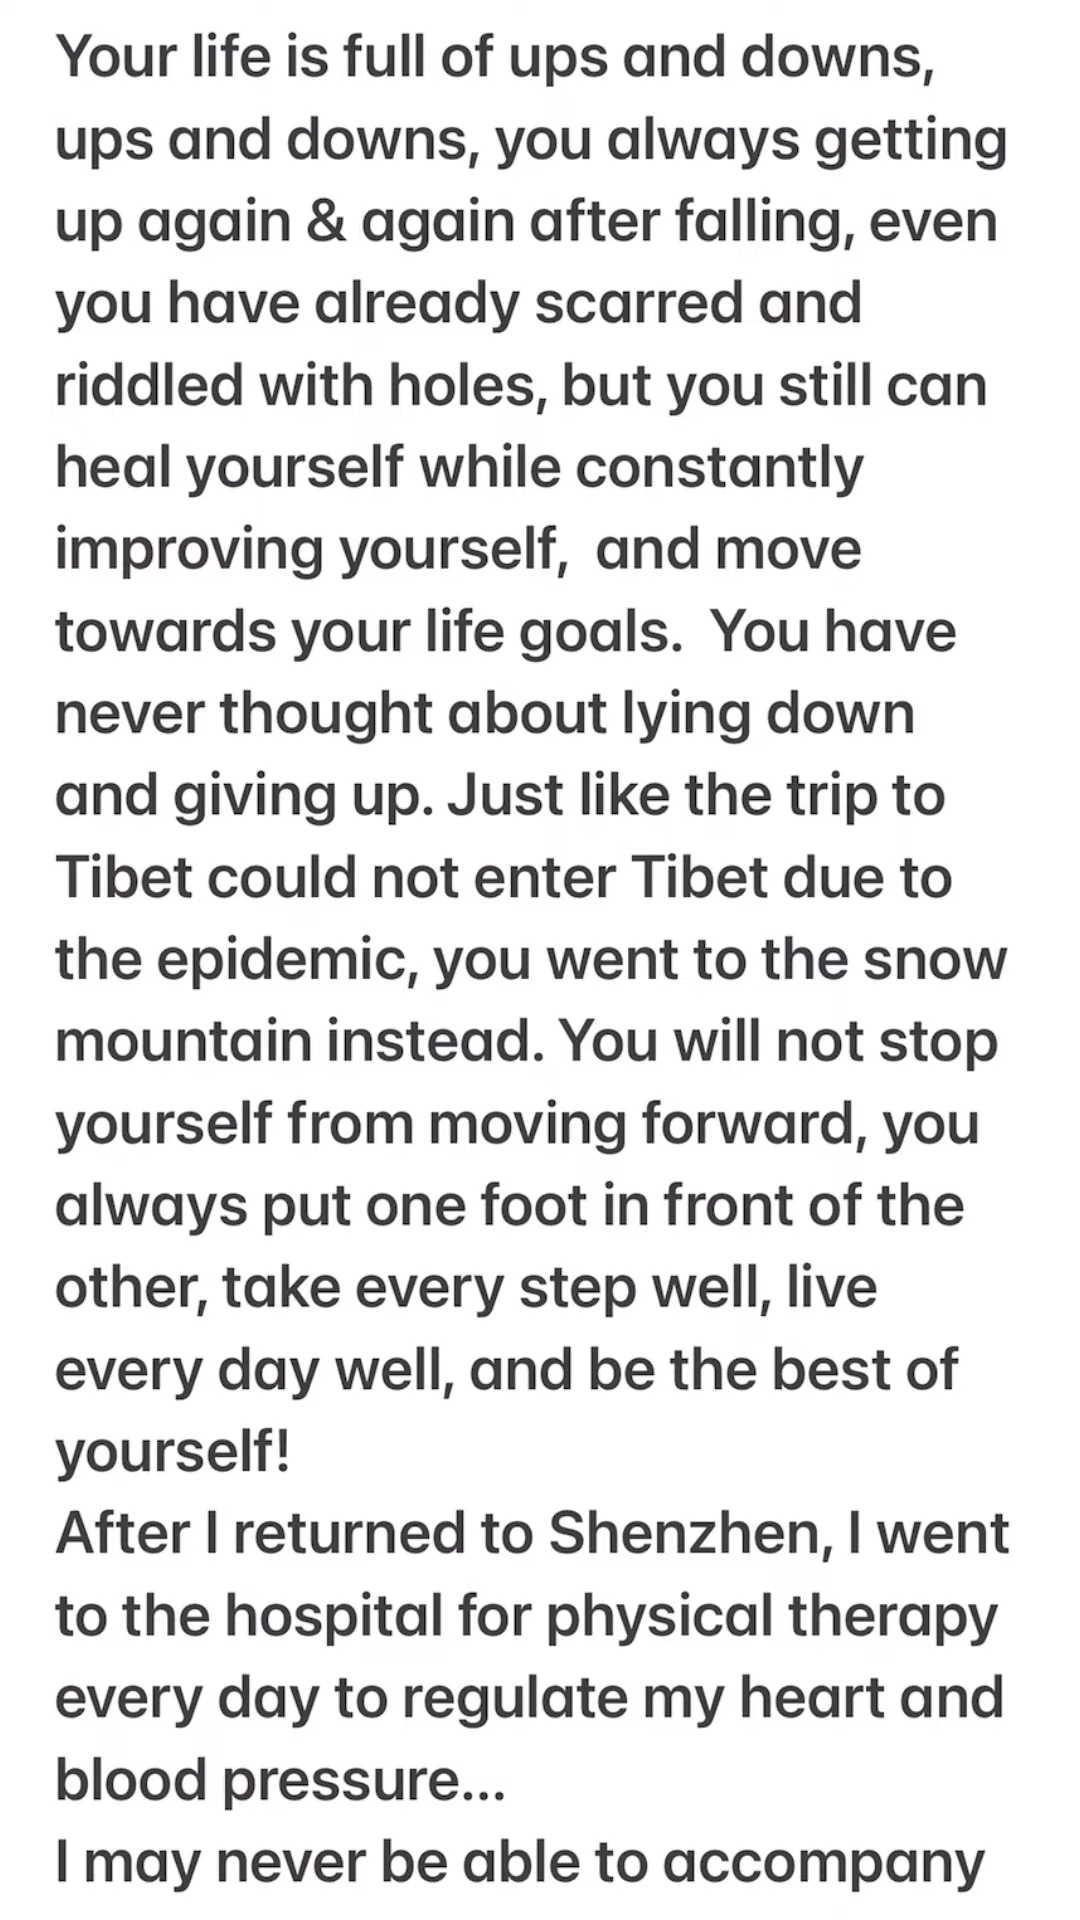 Your life is full of ups and downs,
ups and downs, you always getting
up again & again after falling, even
you have already scarred and
riddled with holes, but you still can
heal yourself while constantly
improving yourself,  and move
towards your life goals.  You have
never thought about lying down
and giving up. Just like the trip to
Tibet could not enter Tibet due to
the epidemic, you went to the snow
mountain instead. You will not stop
yourself from moving forward, you
always put one foot in front of the
other, take every step well, live
every day well, and be the best of
yourself!
After I returned to Shenzhen, I went
to the hospital for physical therapy
every day to regulate my heart and
blood pressure...
I may never be able to accompany